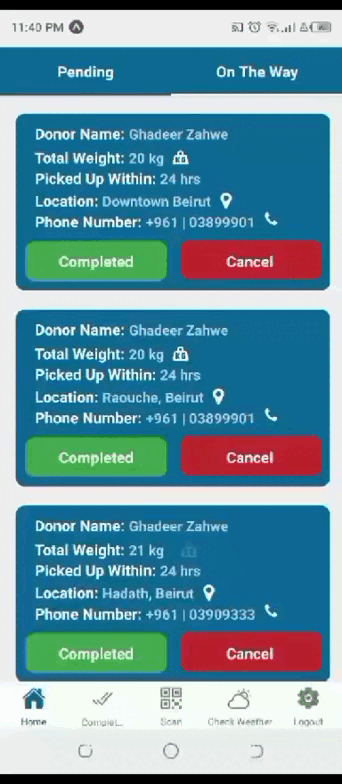 11:40 PM
Pending
On The Way
Donor Name: Ghadeer Zahwe
Total Weight: 20 kg
Picked Up Within: 24 hrs
Location: Downtown Beirut
Phone Number: +961 | 03899901
Completed
Cancel
Donor Name: Ghadeer Zahwe
Total Weight: 20 kg
Picked Up Within: 24 hrs
Location: Raouche, Beirut
Phone Number: +961 | 03899901
Completed
Cancel
Donor Name: Ghadeer Zahwe
Total Weight: 21 kg
Picked Up Within: 24 hrs
Location: Hadath, Beirut
Phone Number: +961 | 03909333
Completed
Cancel
Home
Complet...
Scan
Check Weather
Logout